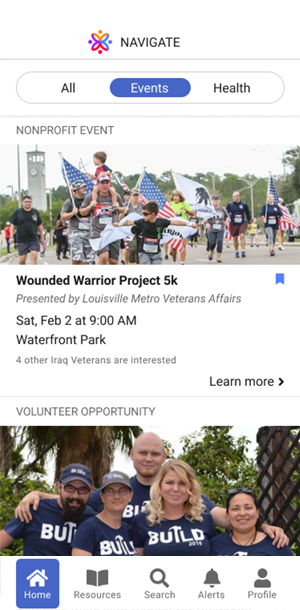 NAVIGATE
All Events Health
NONPROFIT EVENT
Wounded Warrior Project 5k
Presented by Louisville Metro Veterans Affairs
Sat, Feb 2 at 9:00 AM
Waterfront Park
4 other Iraq Veterans are interested
Learn more
VOLUNTEER OPPORTUNITY
BUILD
BUILD
2016
Home Resources Search Alerts Profile